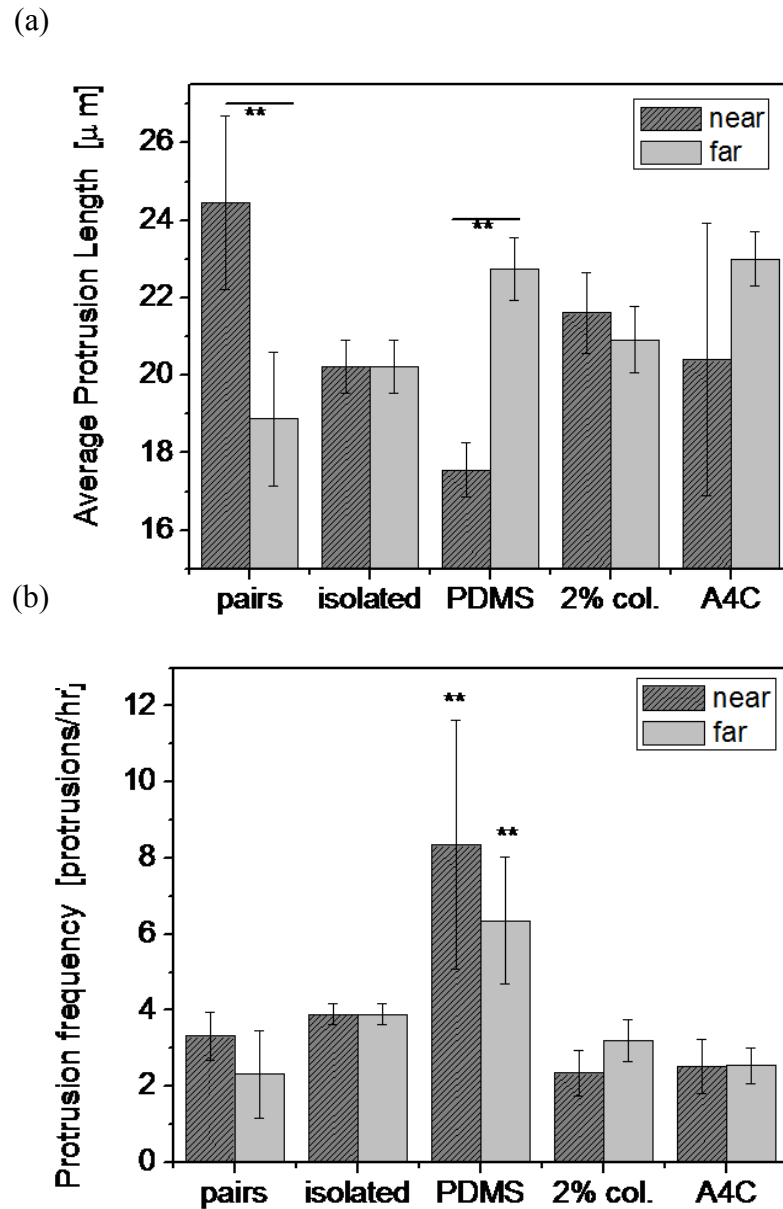 (a)
Average Protrusion Length [μ m]
26
24
22
20
18
16
**
**
near
far
pairs isolated PDMS 2% col. A4C
(b)
Protrusion frequency [protrusions/hr]
12
10
8
6
4
2
0
**
**
near
far
pairs isolated PDMS 2% col. A4C